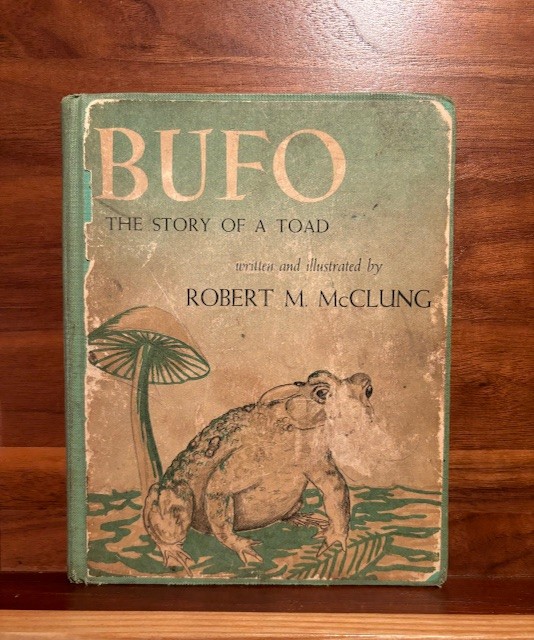 BUFO
THE STORY OF A TOAD
written and illustrated by
ROBERT M. McCLUNG